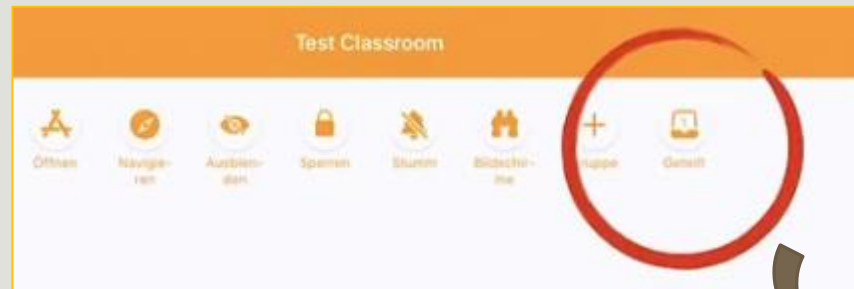 Test Classroom
Öffnen
Navigie-
ren
Ausblen-
den
Sperren
Stumm
Bildschir-
me
ruppe
Geteilt